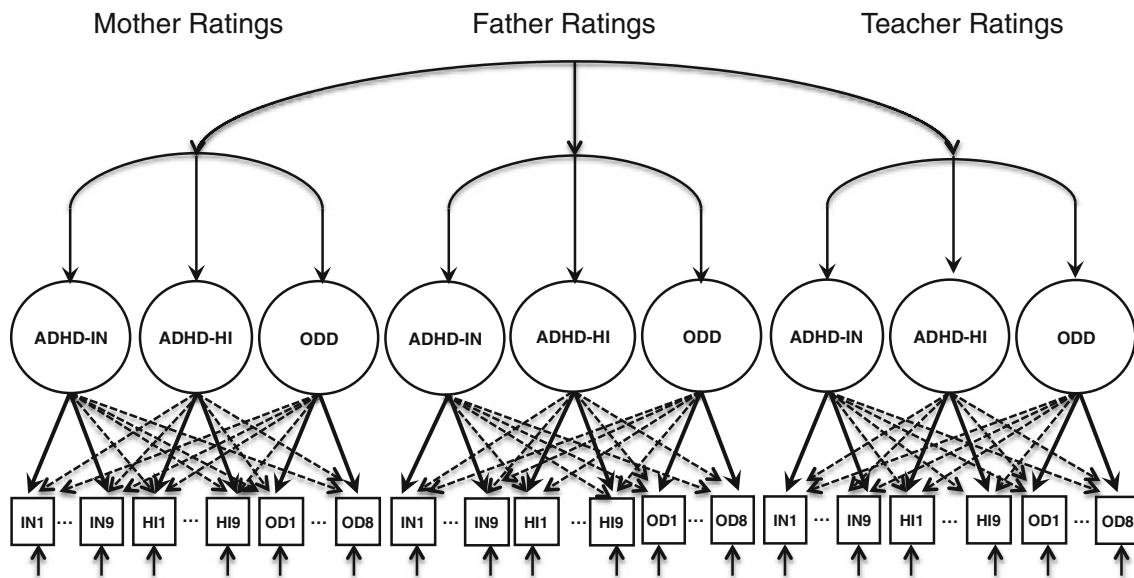 Mother Ratings Father Ratings Teacher Ratings
ADHD-IN ADHD-HI ODD ADHD-IN ADHD-HI ODD ADHD-IN ADHD-HI ODD
IN1 ... IN9 HI1 ... HI9 OD1 ... OD8 IN1 ... IN9 HI1 ... HI9 OD1 ... OD8 IN1 ... IN9 HI1 ... HI9 OD1 ... OD8